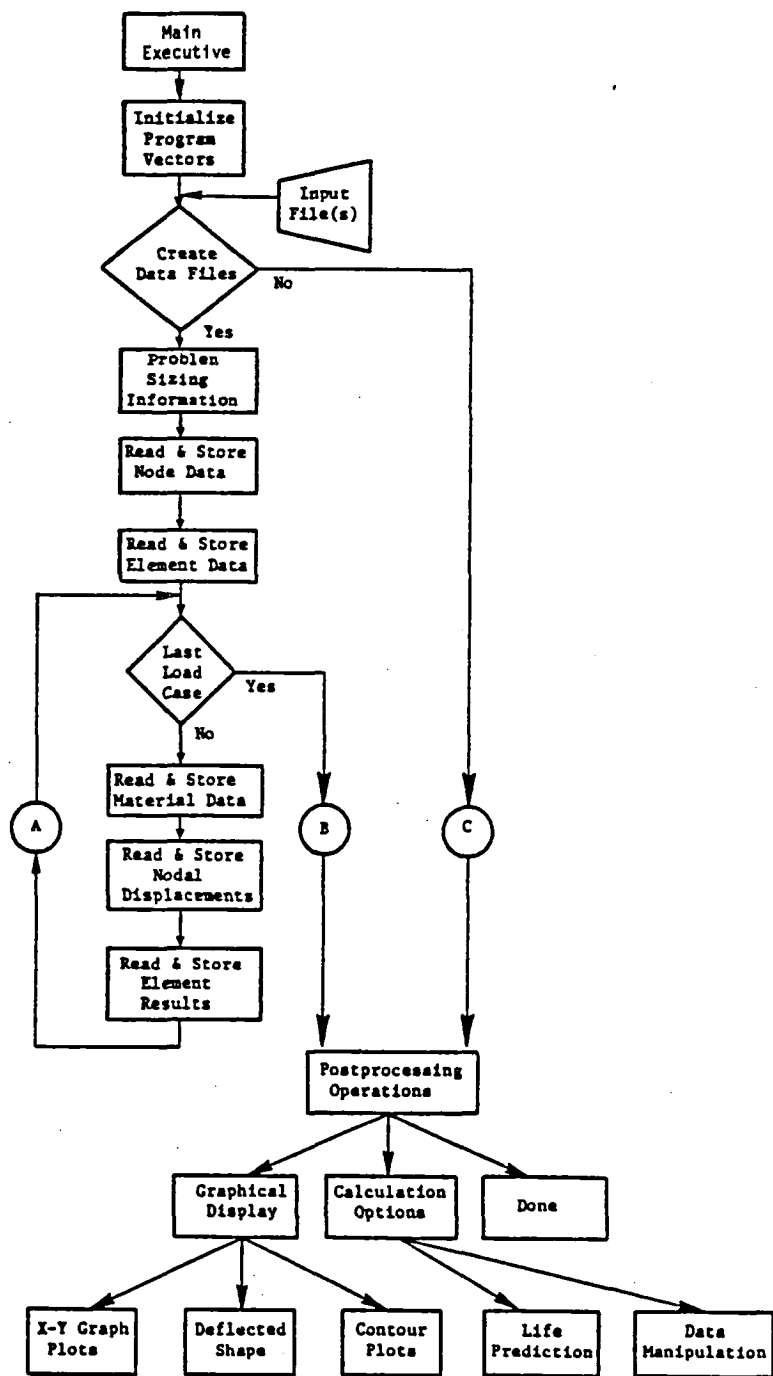 Main
Executive
Initialize
Program
Vectors
Input
File(s)
Create
Data Files
No
Yes
Problen
Sizing
Information
Read & Store
Node Data
Read & Store
Element Data
Last
Load
Case
Yes
No
Read & Store
Material Data
A
B
C
Read & Store
Nodal
Displacements
Read & Store
Element
Results
Postprocessing
Operations
Graphical
Display
Calculation
Options
Done
X-Y Graph
Plots
Deflected
Shape
Contour
Plots
Life
Prediction
Data
Manipulation